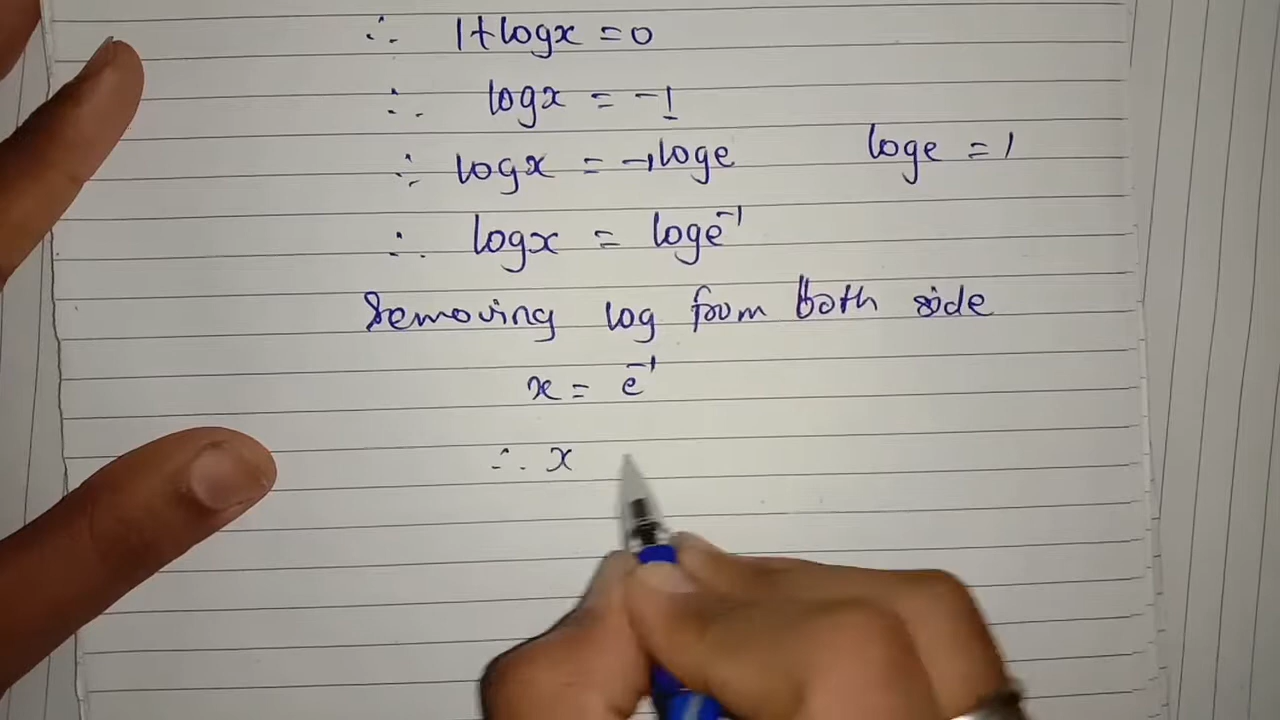 ∴ 1+logx = 0
∴ logx = -1
∴ logx = -1loge loge = 1
∴ logx = loge⁻¹
Removing log from both side
x = e⁻¹
∴ x